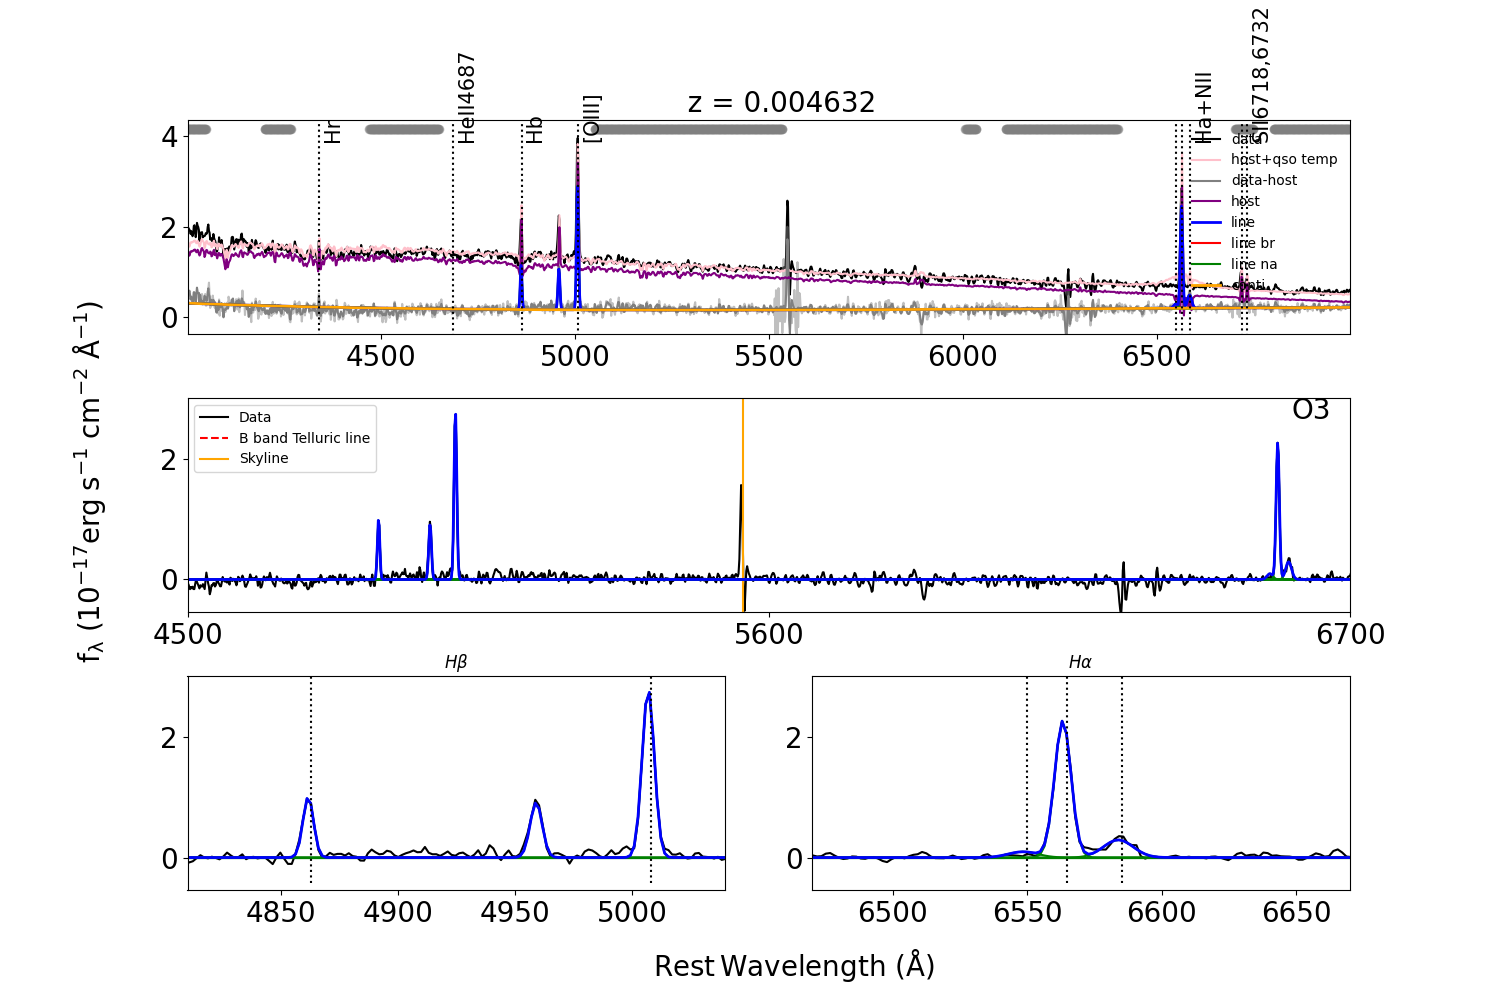 z = 0.004632
Hr
HeII4687
Hb
[OIII]
Ha+NII
SII6718,6732
4
2
0
data
host+qso temp
data-host
host
line
line br
line na
conti
4500 5000 5500 6000 6500
fλ (10⁻¹⁷erg s⁻¹ cm⁻² Å⁻¹)
Data
B band Telluric line
Skyline
O3
2
0
4500 5600 6700
Hβ
2
0
4850 4900 4950 5000
Hα
2
0
6500 6550 6600 6650
Rest Wavelength (Å)